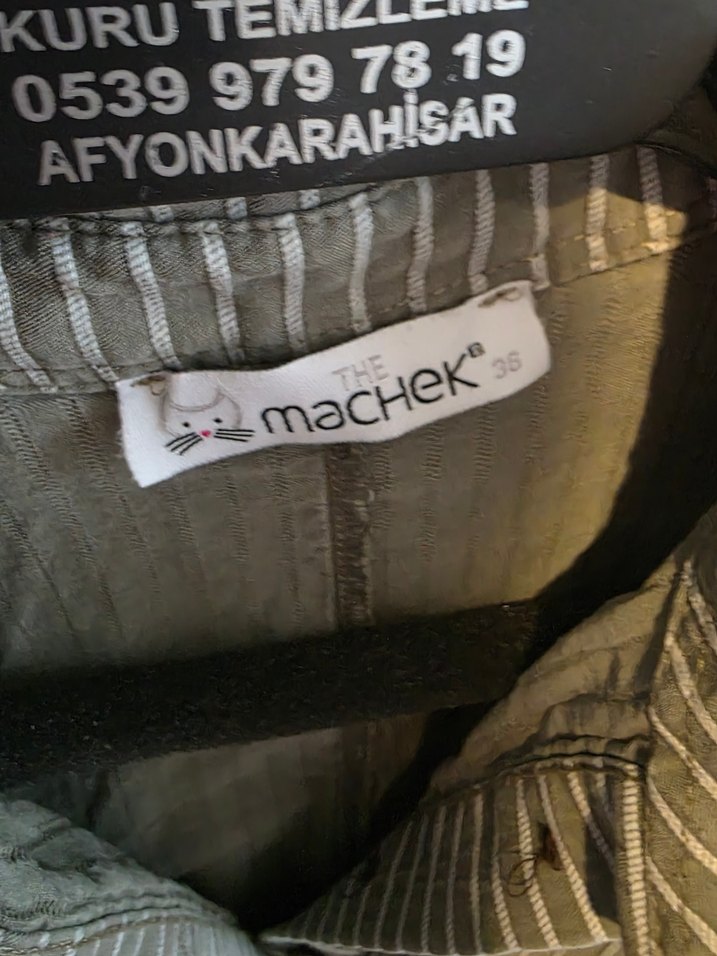 KURU TEMİZLEME
0539 979 78 19
AFYONKARAHİSAR
THE
macHeK® 36